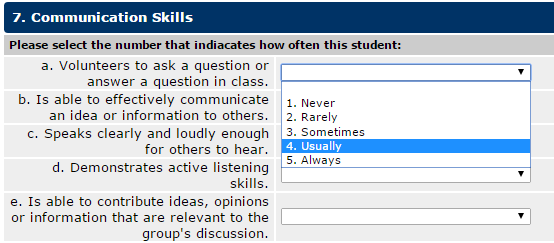 7. Communication Skills
Please select the number that indiacates how often this student:
a. Volunteers to ask a question or
answer a question in class.
b. Is able to effectively communicate
an idea or information to others.
c. Speaks clearly and loudly enough
for others to hear.
d. Demonstrates active listening
skills.
e. Is able to contribute ideas, opinions
or information that are relevant to the
group's discussion.
1. Never
2. Rarely
3. Sometimes
4. Usually
5. Always